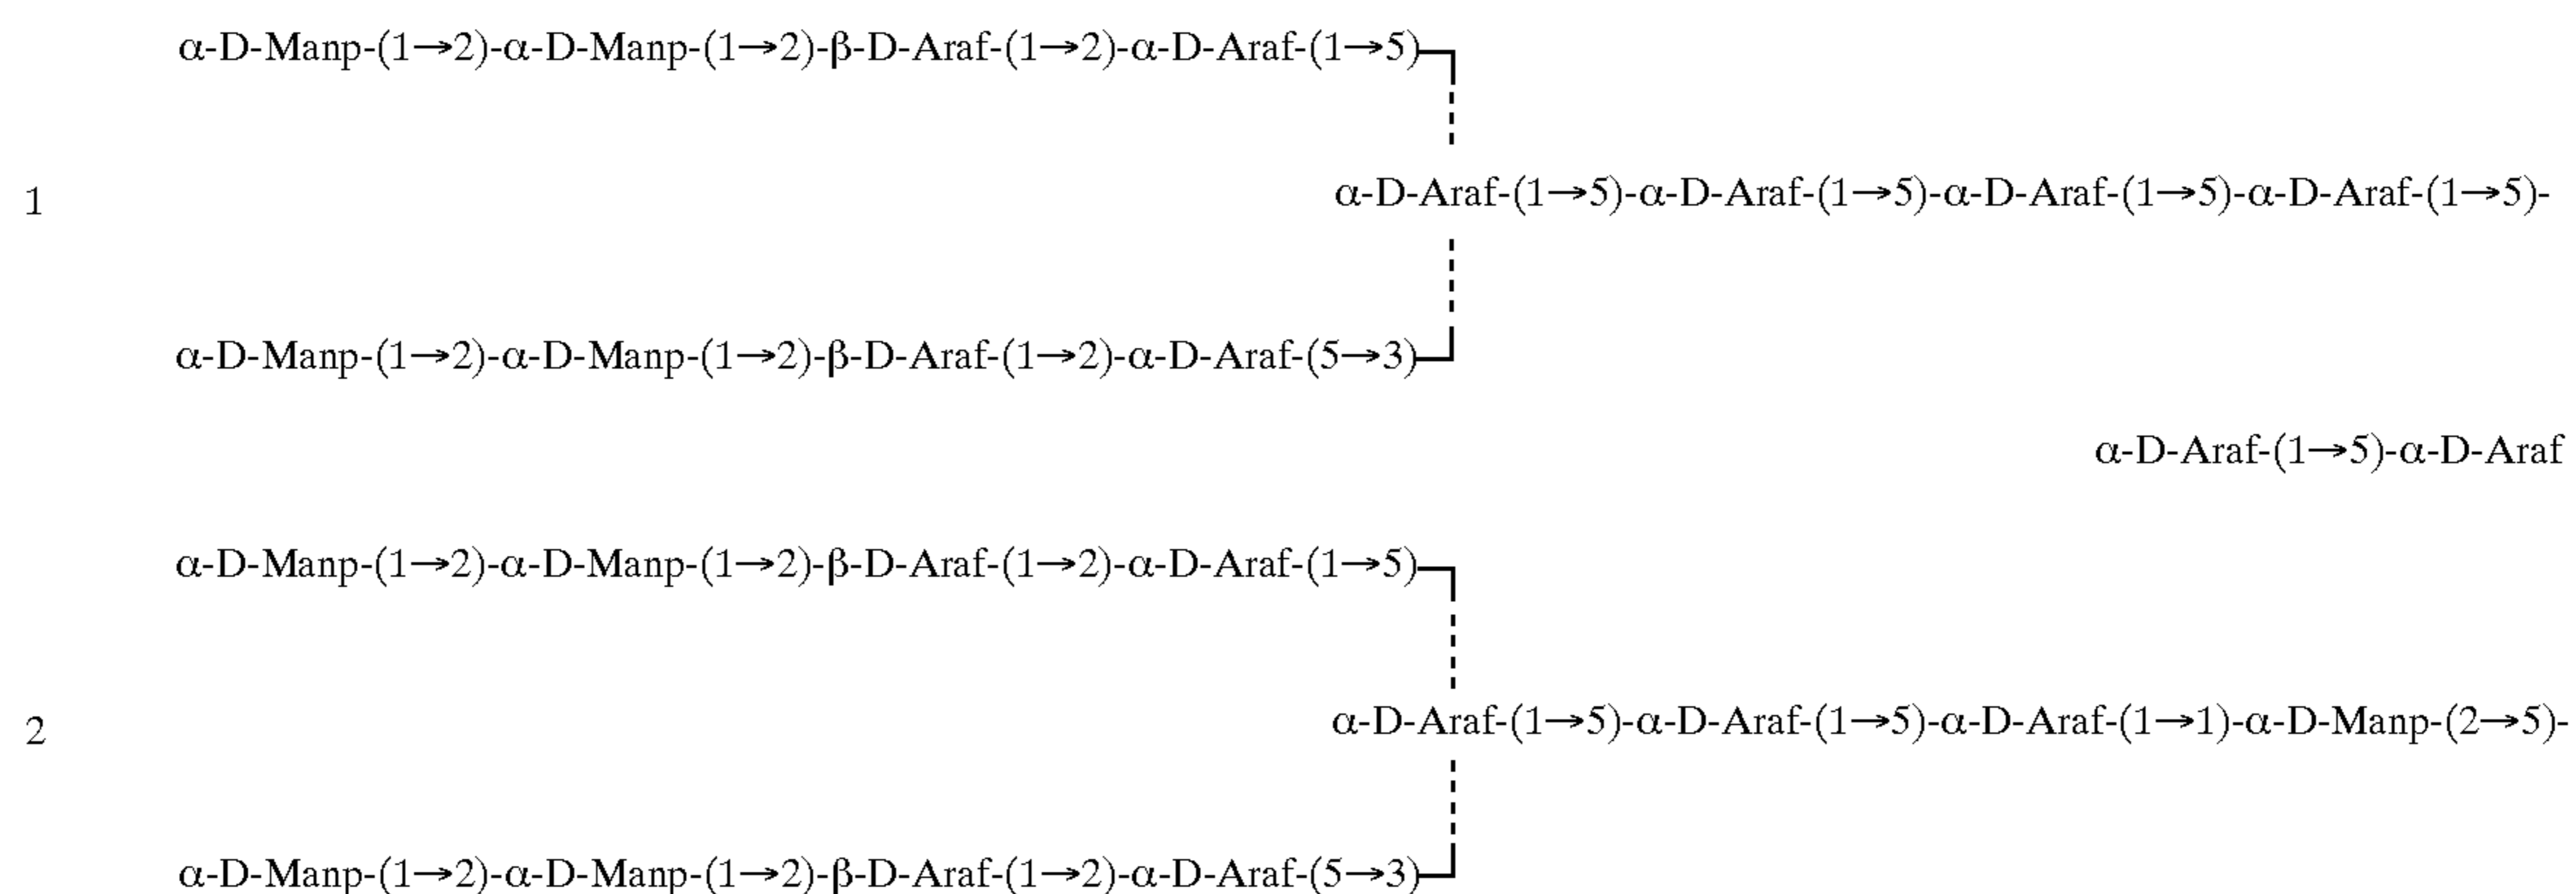 α-D-Manp-(1→2)-α-D-Manp-(1→2)-β-D-Araf-(1→2)-α-D-Araf-(1→5)
1 α-D-Araf-(1→5)-α-D-Araf-(1→5)-α-D-Araf-(1→5)-α-D-Araf-(1→5)-
α-D-Manp-(1→2)-α-D-Manp-(1→2)-β-D-Araf-(1→2)-α-D-Araf-(5→3)
α-D-Araf-(1→5)-α-D-Araf
α-D-Manp-(1→2)-α-D-Manp-(1→2)-β-D-Araf-(1→2)-α-D-Araf-(1→5)
2 α-D-Araf-(1→5)-α-D-Araf-(1→5)-α-D-Araf-(1→1)-α-D-Manp-(2→5)-
α-D-Manp-(1→2)-α-D-Manp-(1→2)-β-D-Araf-(1→2)-α-D-Araf-(5→3)